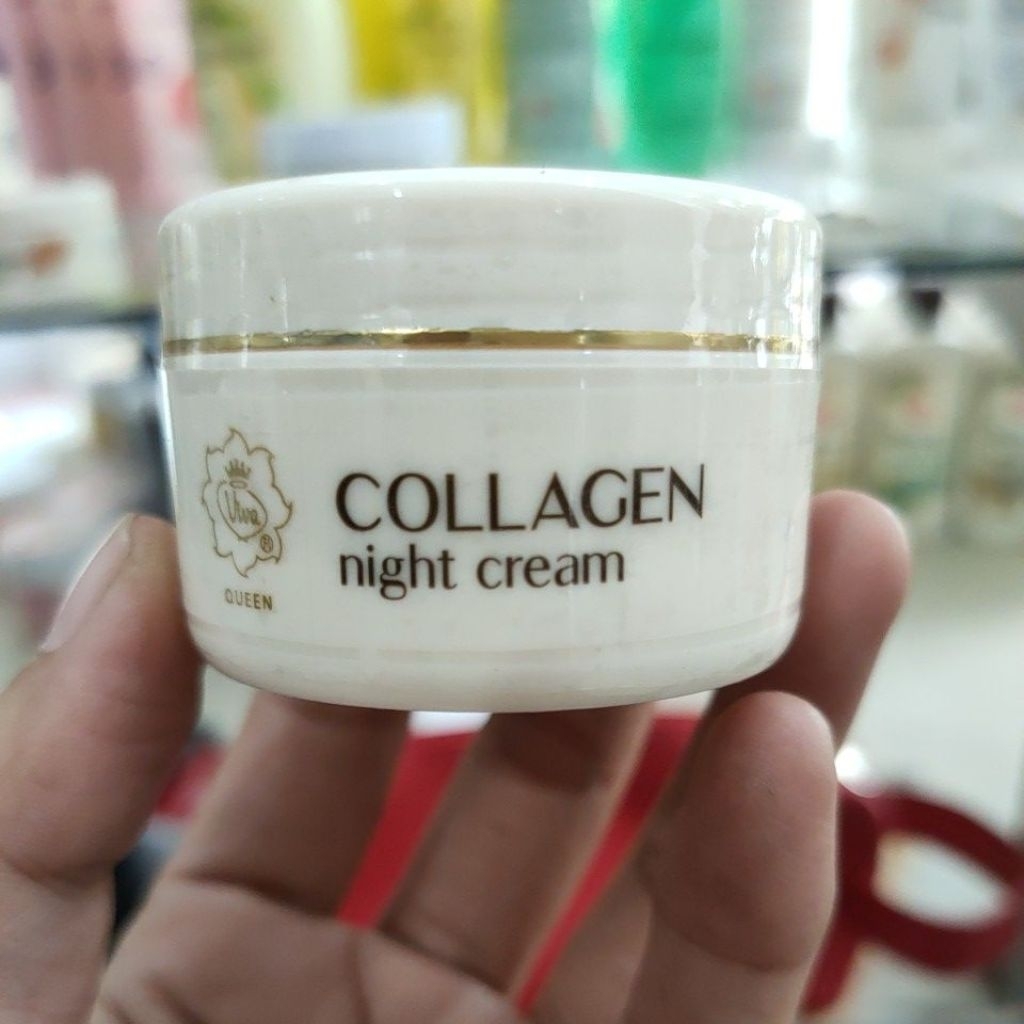 Viva
®
QUEEN
COLLAGEN
night cream